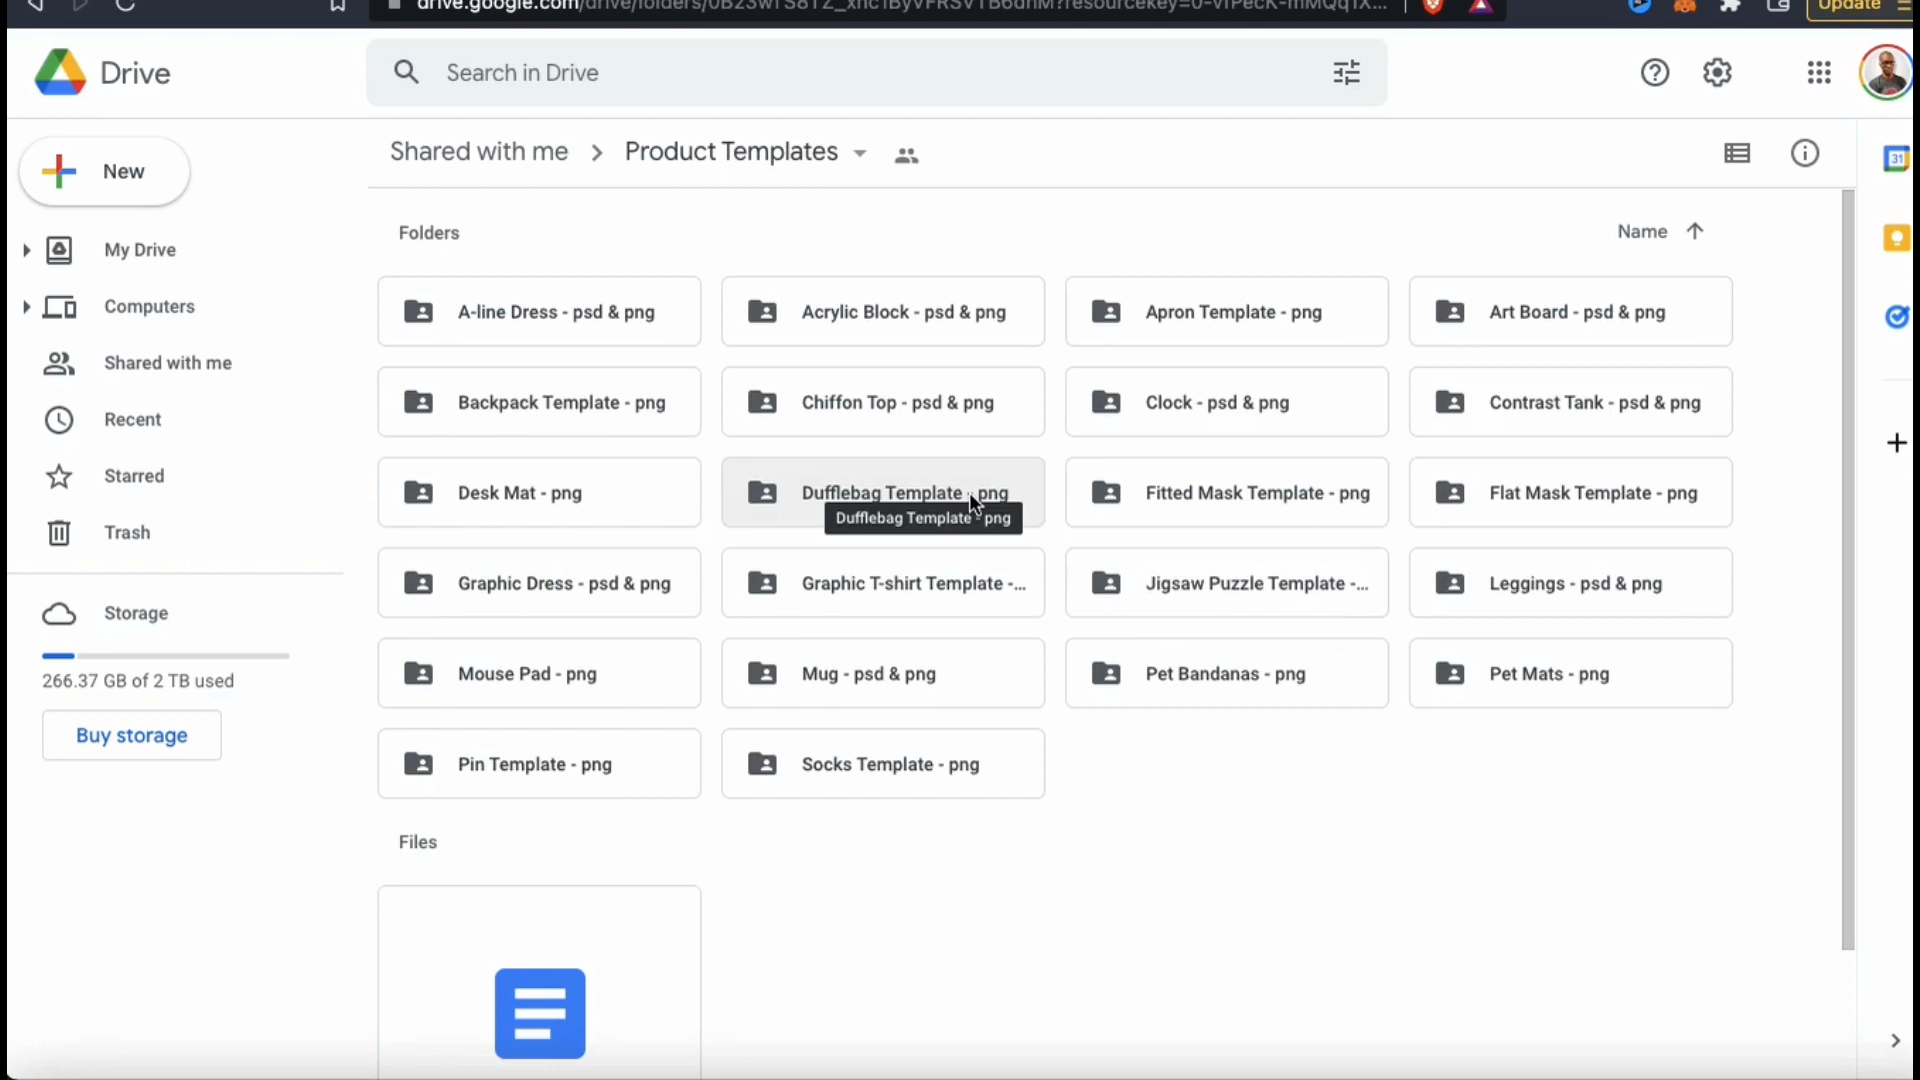 Update
Drive
Search in Drive
New
Shared with me
Product Templates
31
My Drive
Computers
Shared with me
Recent
Starred
Trash
Storage
266.37 GB of 2 TB used
Buy storage
Folders
Name
A-line Dress - psd & png
Acrylic Block - psd & png
Apron Template - png
Art Board - psd & png
Backpack Template - png
Chiffon Top - psd & png
Clock - psd & png
Contrast Tank - psd & png
Desk Mat - png
Dufflebag Template - png
Dufflebag Template - png
Fitted Mask Template - png
Flat Mask Template - png
Graphic Dress - psd & png
Graphic T-shirt Template -...
Jigsaw Puzzle Template -...
Leggings - psd & png
Mouse Pad - png
Mug - psd & png
Pet Bandanas - png
Pet Mats - png
Pin Template - png
Socks Template - png
Files